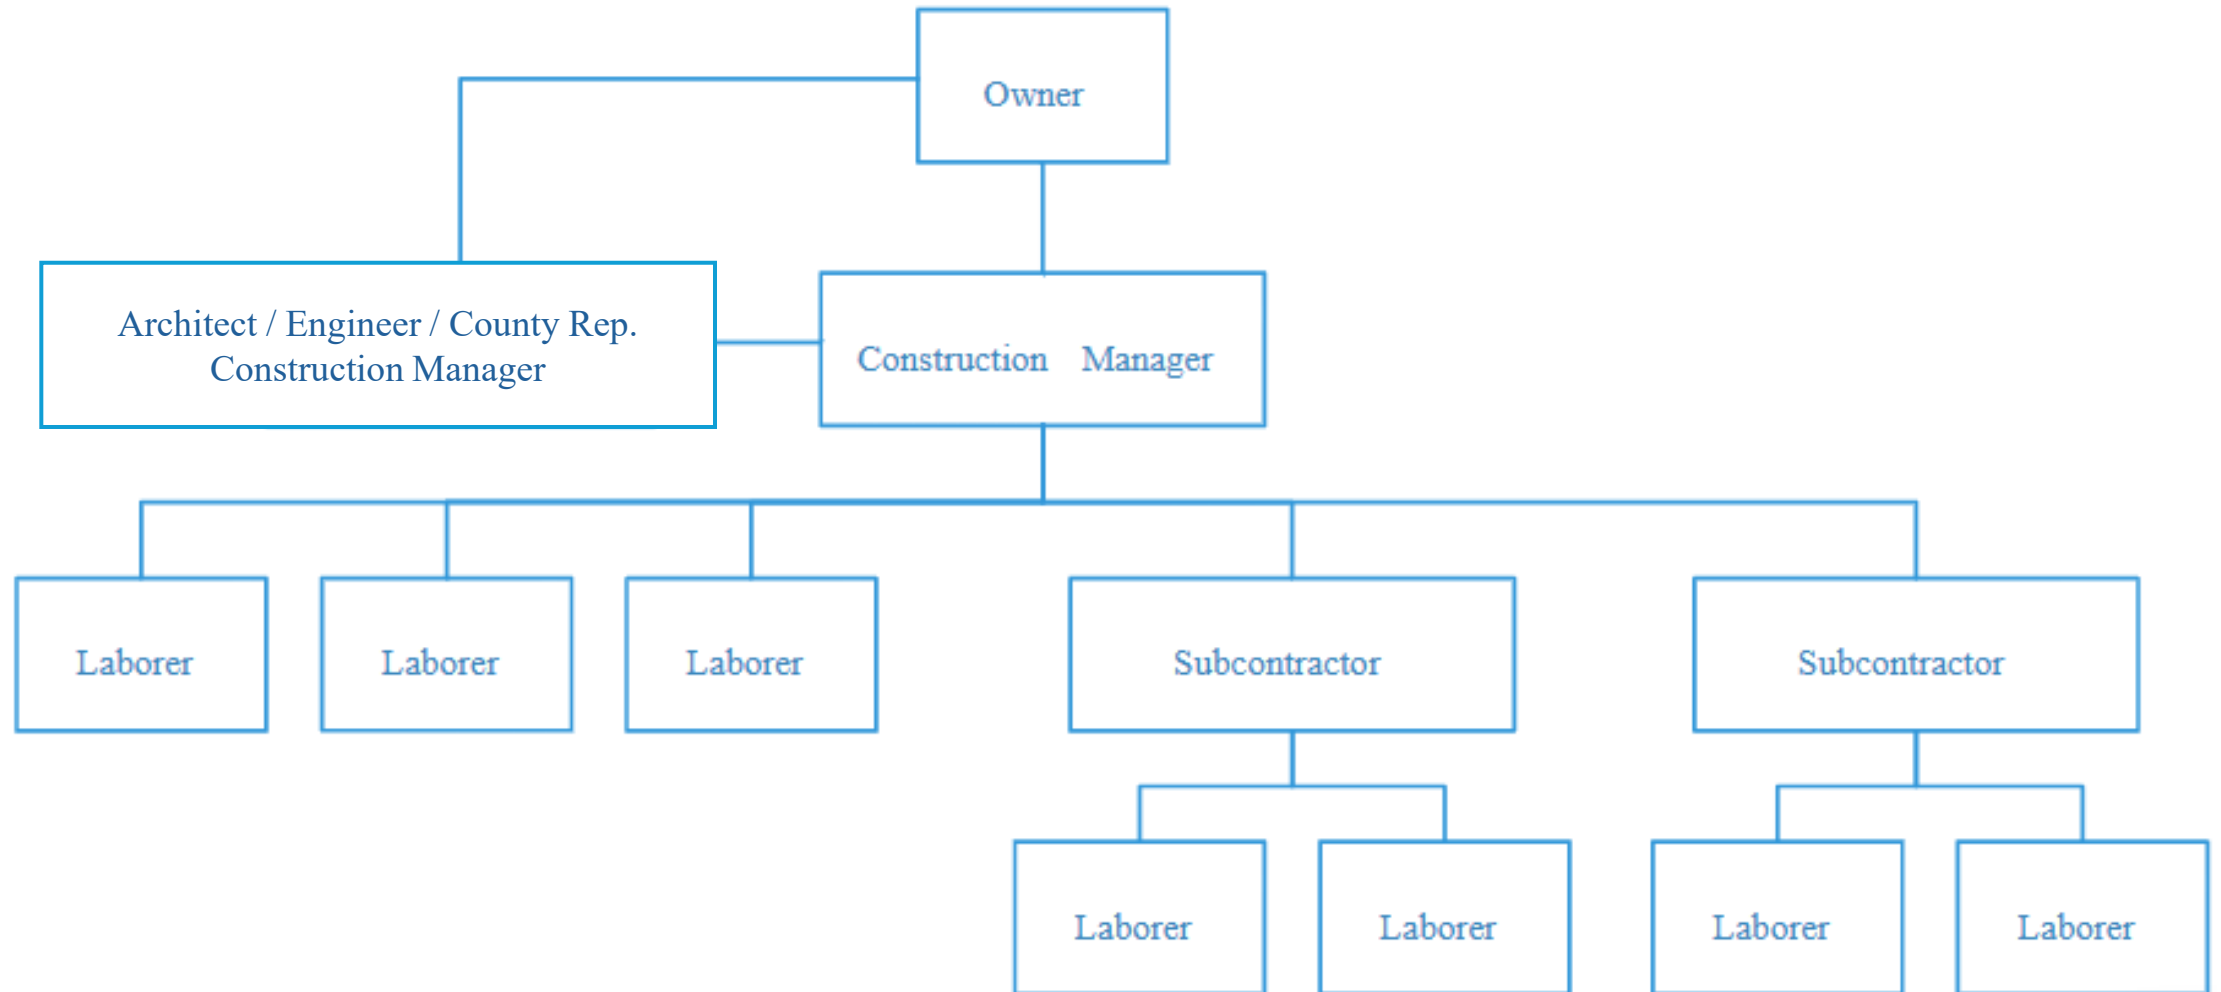 Owner
Architect / Engineer / County Rep.
Construction Manager
Construction Manager
Laborer
Laborer
Laborer
Subcontractor
Subcontractor
Laborer
Laborer
Laborer
Laborer